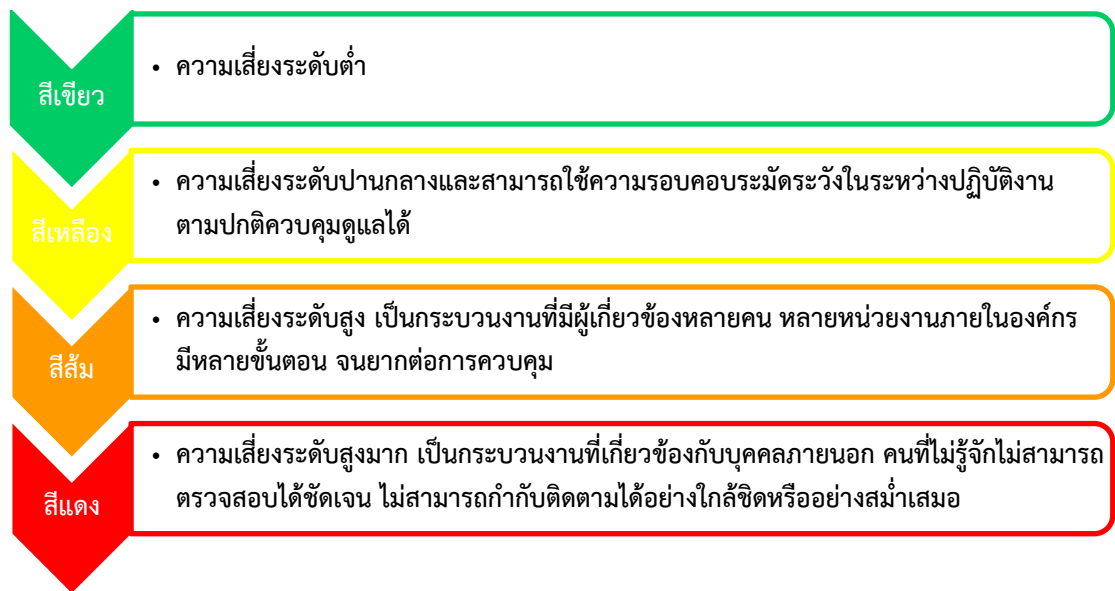 สีเขียว
• ความเสี่ยงระดับต่ำ
สีเหลือง
• ความเสี่ยงระดับปานกลางและสามารถใช้ความรอบคอบระมัดระวังในระหว่างปฏิบัติงาน
ตามปกติควบคุมดูแลได้
สีส้ม
• ความเสี่ยงระดับสูง เป็นกระบวนงานที่มีผู้เกี่ยวข้องหลายคน หลายหน่วยงานภายในองค์กร
มีหลายขั้นตอน จนยากต่อการควบคุม
สีแดง
• ความเสี่ยงระดับสูงมาก เป็นกระบวนงานที่เกี่ยวข้องกับบุคคลภายนอก คนที่ไม่รู้จักไม่สามารถ
ตรวจสอบได้ชัดเจน ไม่สามารถกำกับติดตามได้อย่างใกล้ชิดหรืออย่างสม่ำเสมอ